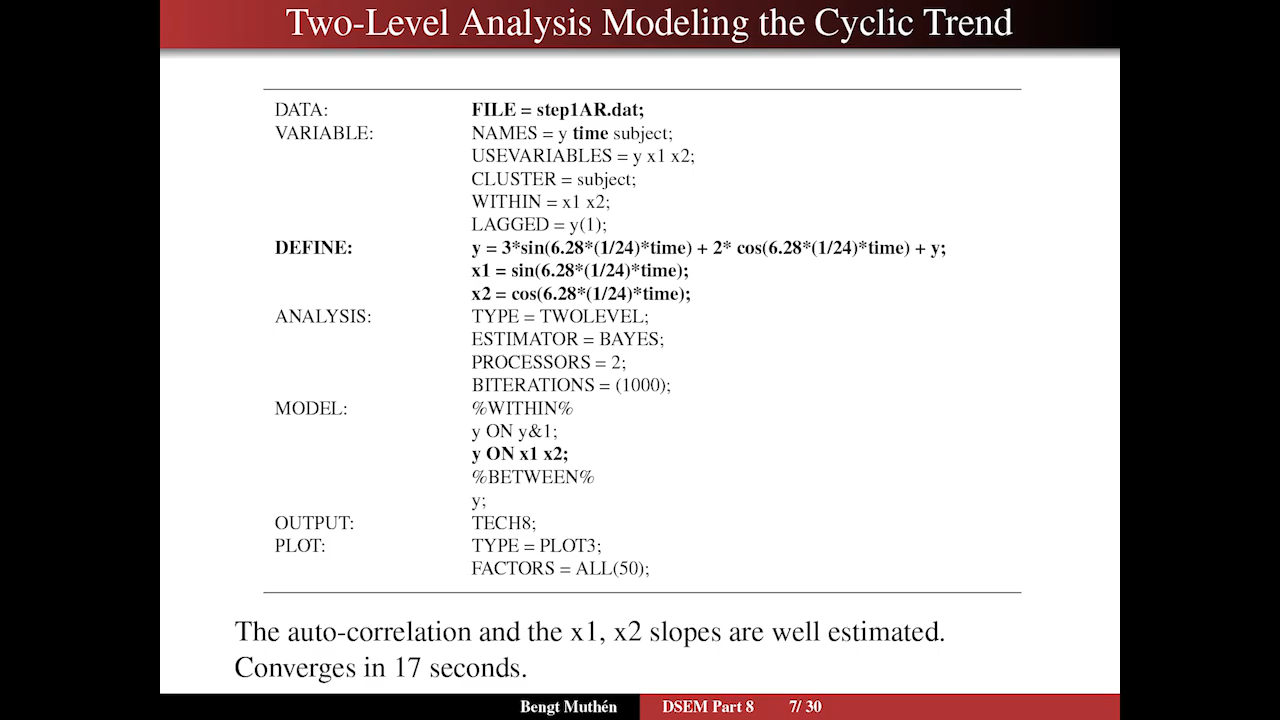 Two-Level Analysis Modeling the Cyclic Trend
DATA: FILE = step1AR.dat;
VARIABLE: NAMES = y time subject;
USEVARIABLES = y x1 x2;
CLUSTER = subject;
WITHIN = x1 x2;
LAGGED = y(1);
DEFINE: y = 3*sin(6.28*(1/24)*time) + 2* cos(6.28*(1/24)*time) + y;
x1 = sin(6.28*(1/24)*time);
x2 = cos(6.28*(1/24)*time);
ANALYSIS: TYPE = TWOLEVEL;
ESTIMATOR = BAYES;
PROCESSORS = 2;
BITERATIONS = (1000);
MODEL: %WITHIN%
y ON y&1;
y ON x1 x2;
%BETWEEN%
y;
OUTPUT: TECH8;
PLOT: TYPE = PLOT3;
FACTORS = ALL(50);
The auto-correlation and the x1, x2 slopes are well estimated.
Converges in 17 seconds.
Bengt Muthén DSEM Part 8 7/ 30